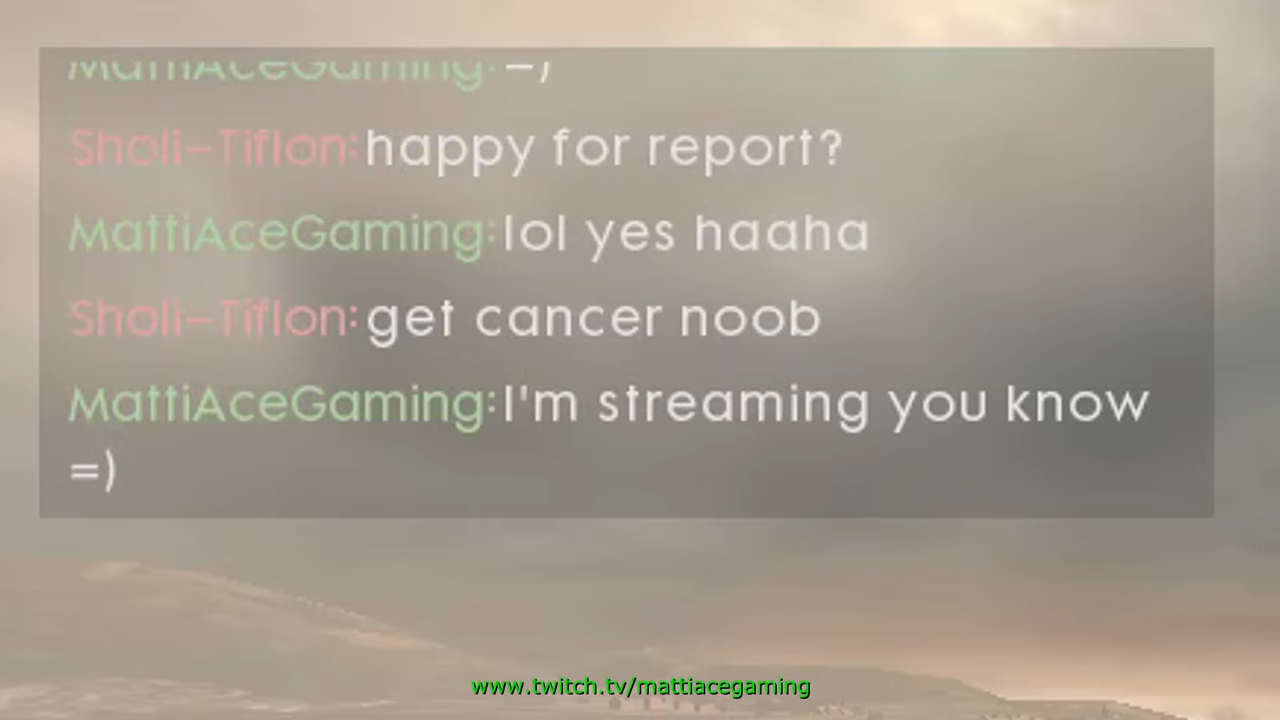 MattiAceGaming: =)
Sholi-Tiflon: happy for report?
MattiAceGaming: lol yes haaha
Sholi-Tiflon: get cancer noob
MattiAceGaming: I'm streaming you know
=)
www.twitch.tv/mattiacegaming